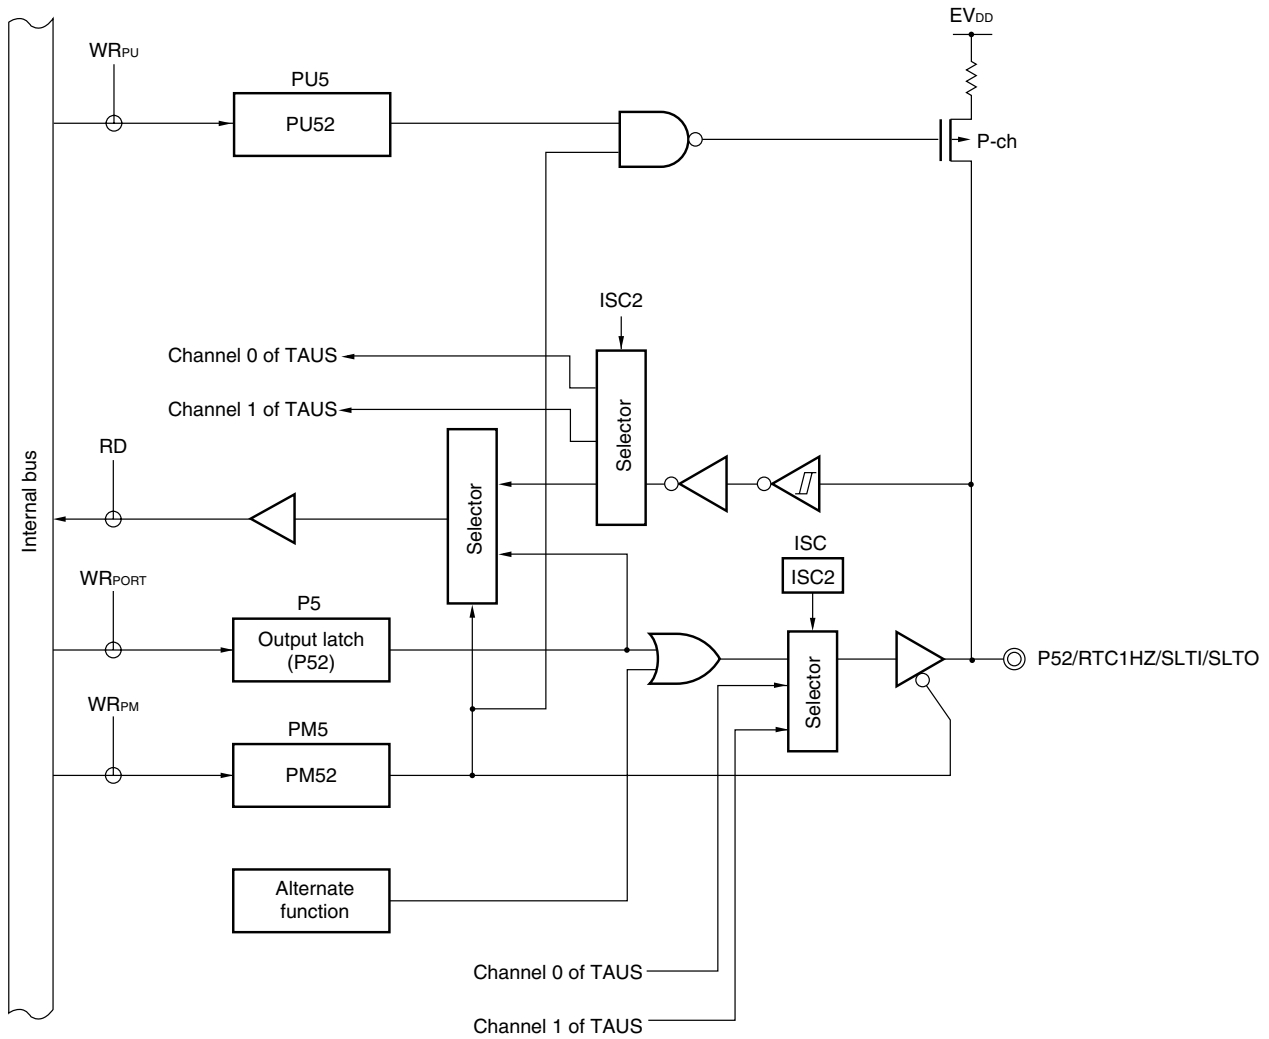 EVDD
WRPU
PU5
PU52
P-ch
ISC2
Channel 0 of TAUS
Channel 1 of TAUS
Selector
RD
Selector
Internal bus
ISC
ISC2
WRPORT
P5
Output latch
(P52)
Selector
P52/RTC1HZ/SLTI/SLTO
WRPM
PM5
PM52
Alternate
function
Channel 0 of TAUS
Channel 1 of TAUS